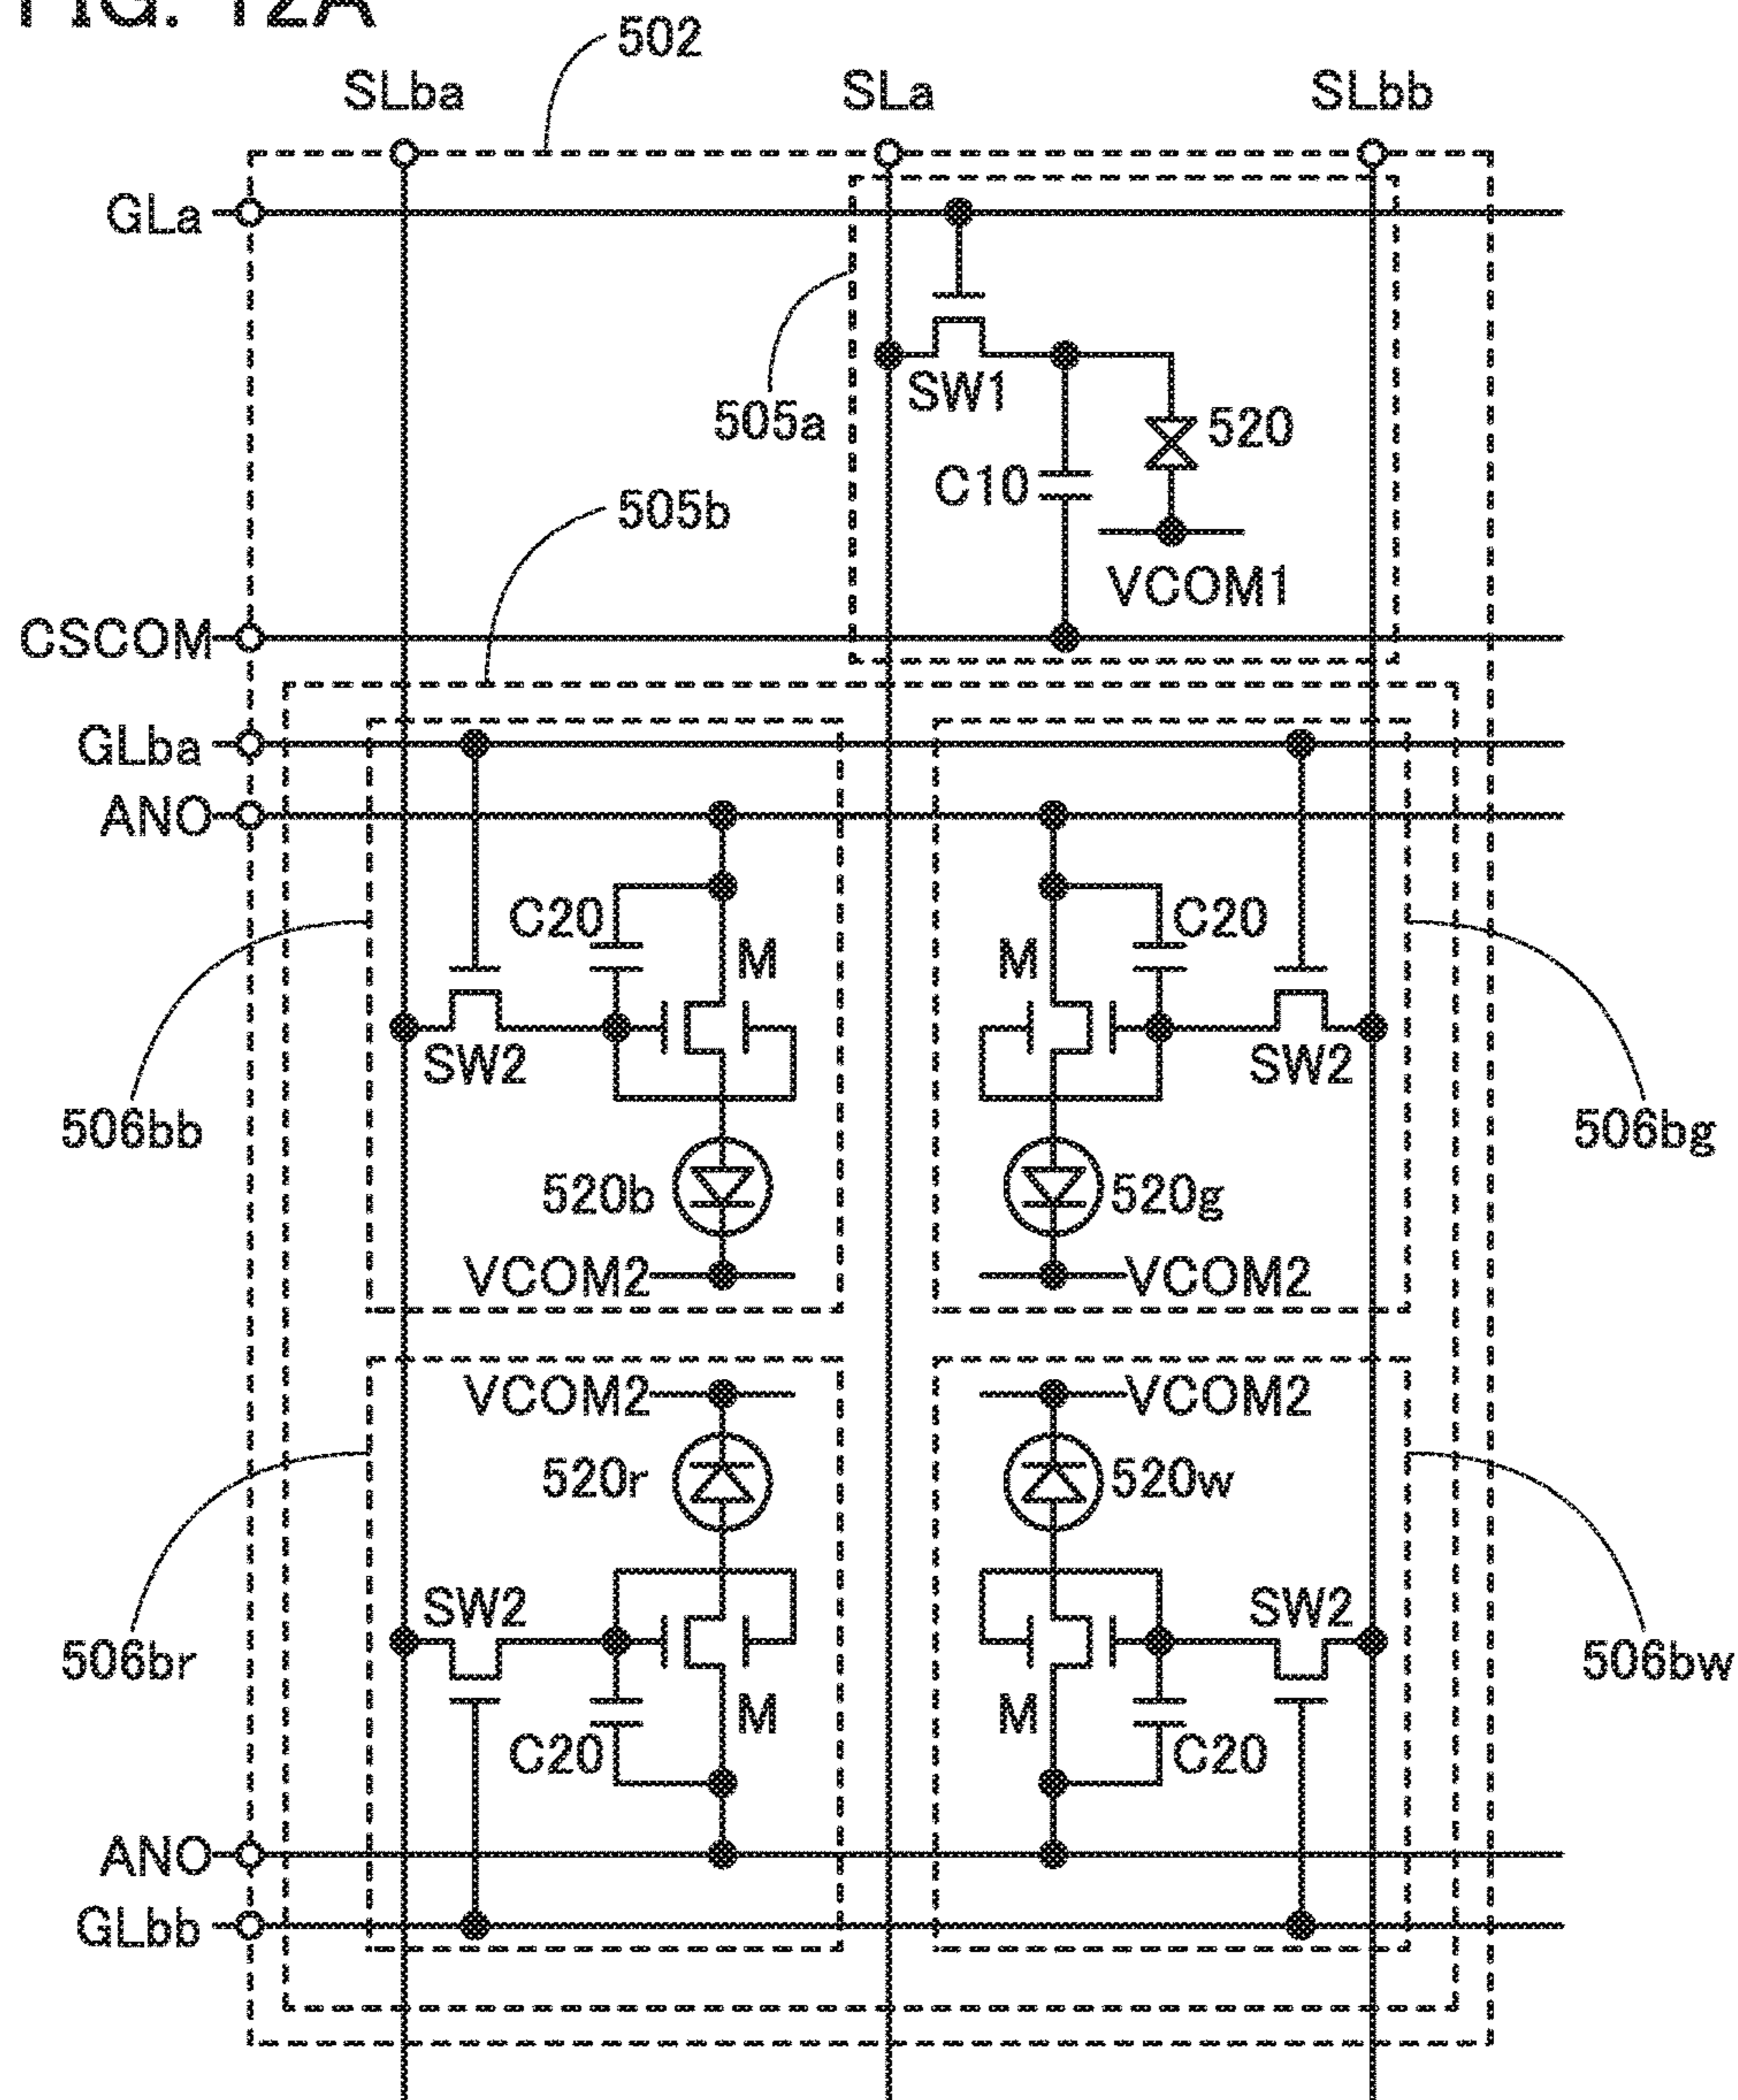 FIG. 12A
502
SLba SLa SLbb
GLa
SW1
505a
520
C10
505b
VCOM1
CSCOM
GLba
ANO
C20 C20
M M
SW2 SW2
506bb 506bg
520b 520g
VCOM2 VCOM2
VCOM2 VCOM2
520r 520w
SW2 SW2
506br 506bw
M M
C20 C20
ANO
GLbb